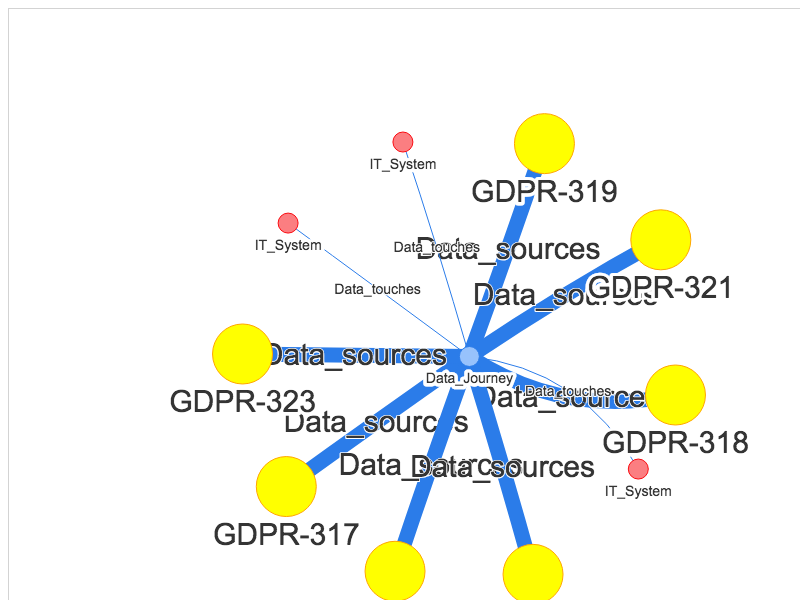 IT_System
GDPR-319
IT_System
Data_touches
Data_sources
Data_touches
Data_sources
GDPR-321
Data_sources
Data_Journey
Data_touches
Data_sources
GDPR-323
Data_sources
GDPR-318
Data_sources
Data_sources
IT_System
GDPR-317